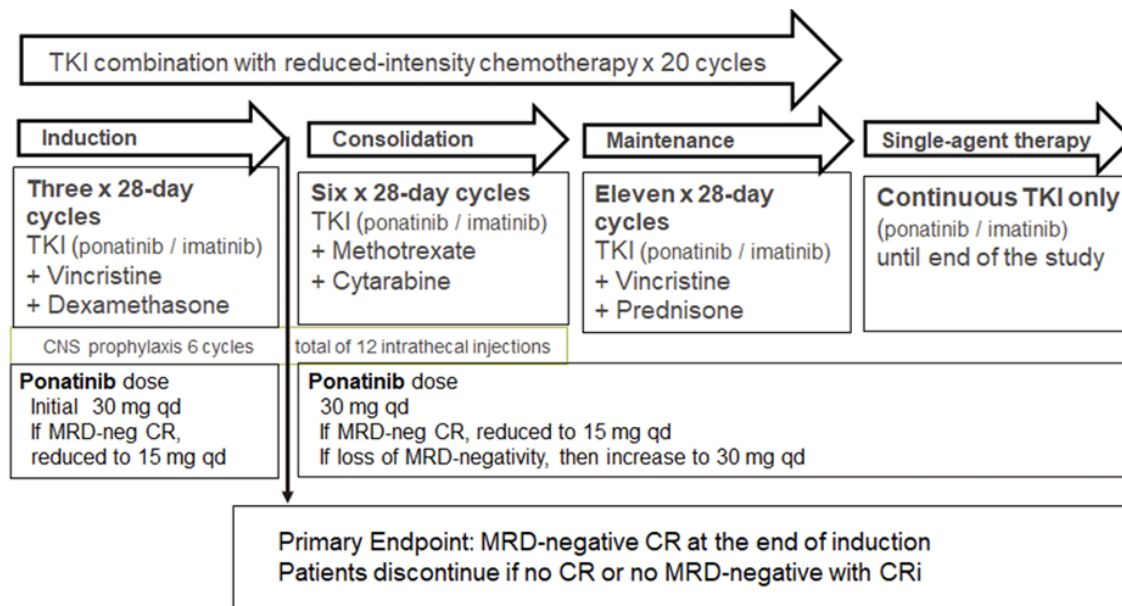 TKI combination with reduced-intensity chemotherapy x 20 cycles
Induction
Consolidation
Maintenance
Single-agent therapy
Three x 28-day
cycles
TKI (ponatinib / imatinib)
+ Vincristine
+ Dexamethasone
Six x 28-day cycles
TKI (ponatinib / imatinib)
+ Methotrexate
+ Cytarabine
Eleven x 28-day
cycles
TKI (ponatinib / imatinib)
+ Vincristine
+ Prednisone
Continuous TKI only
(ponatinib / imatinib)
until end of the study
CNS prophylaxis 6 cycles
total of 12 intrathecal injections
Ponatinib dose
Initial 30 mg qd
If MRD-neg CR,
reduced to 15 mg qd
Ponatinib dose
30 mg qd
If MRD-neg CR, reduced to 15 mg qd
If loss of MRD-negativity, then increase to 30 mg qd
Primary Endpoint: MRD-negative CR at the end of induction
Patients discontinue if no CR or no MRD-negative with CRi